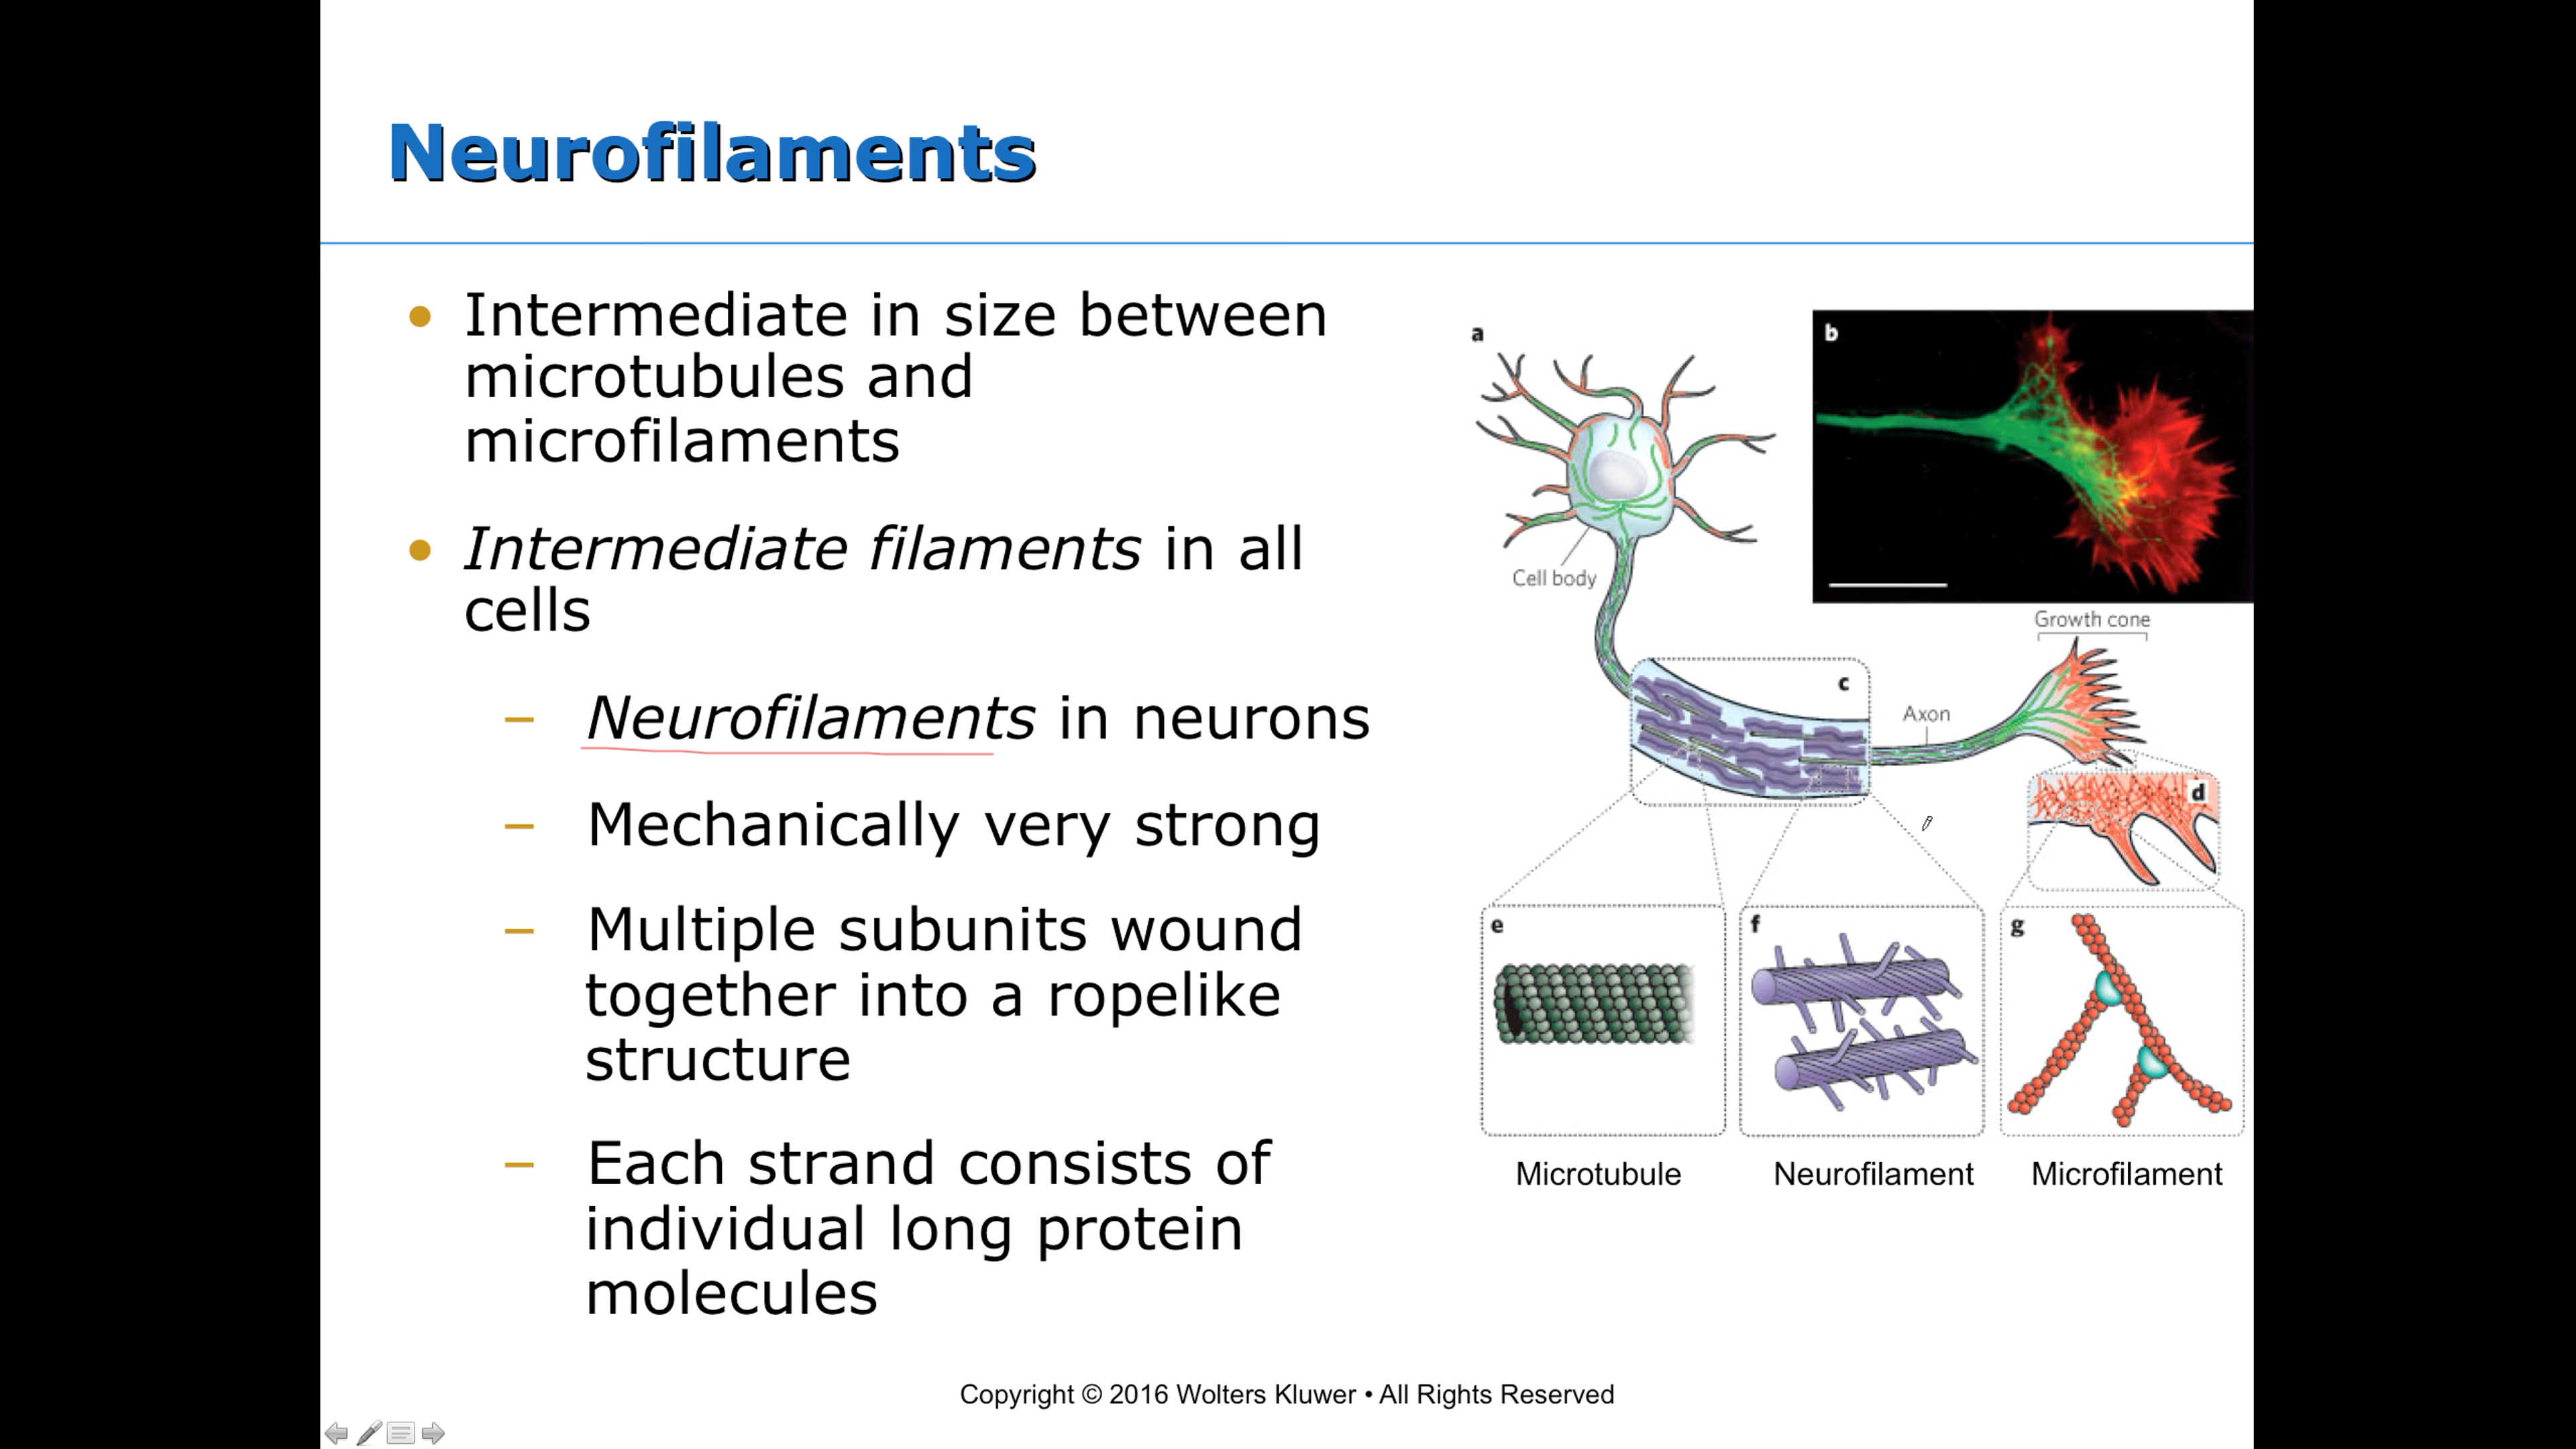 Neurofilaments
• Intermediate in size between
microtubules and
microfilaments
• Intermediate filaments in all
cells
– Neurofilaments in neurons
– Mechanically very strong
– Multiple subunits wound
together into a ropelike
structure
– Each strand consists of
individual long protein
molecules
a
b
Cell body
Growth cone
c
Axon
d
e
f
g
Microtubule
Neurofilament
Microfilament
Copyright © 2016 Wolters Kluwer • All Rights Reserved